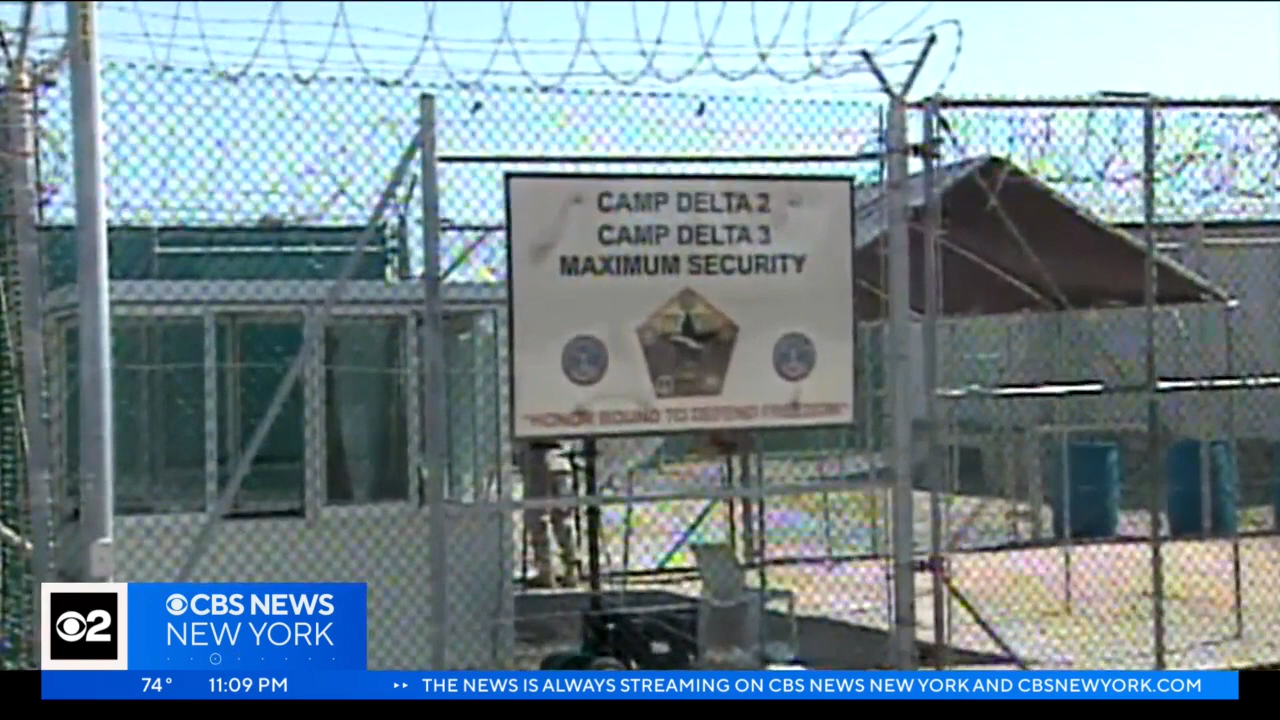 CAMP DELTA 2
CAMP DELTA 3
MAXIMUM SECURITY
"HONOR BOUND TO DEFEND FREEDOM"
2
CBS NEWS
NEW YORK
74°
11:09 PM
THE NEWS IS ALWAYS STREAMING ON CBS NEWS NEW YORK AND CBSNEWYORK.COM